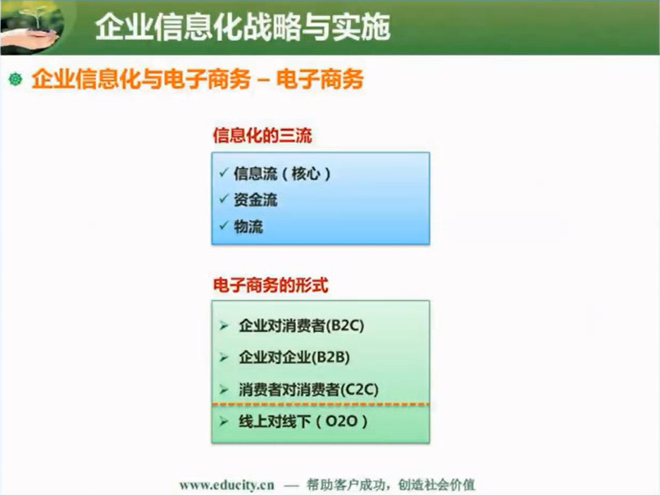 企业信息化战略与实施
企业信息化与电子商务 – 电子商务
信息化的三流
✓ 信息流（核心）
✓ 资金流
✓ 物流
电子商务的形式
➢ 企业对消费者(B2C)
➢ 企业对企业(B2B)
➢ 消费者对消费者(C2C)
➢ 线上对线下（O2O）
www.educity.cn — 帮助客户成功，创造社会价值